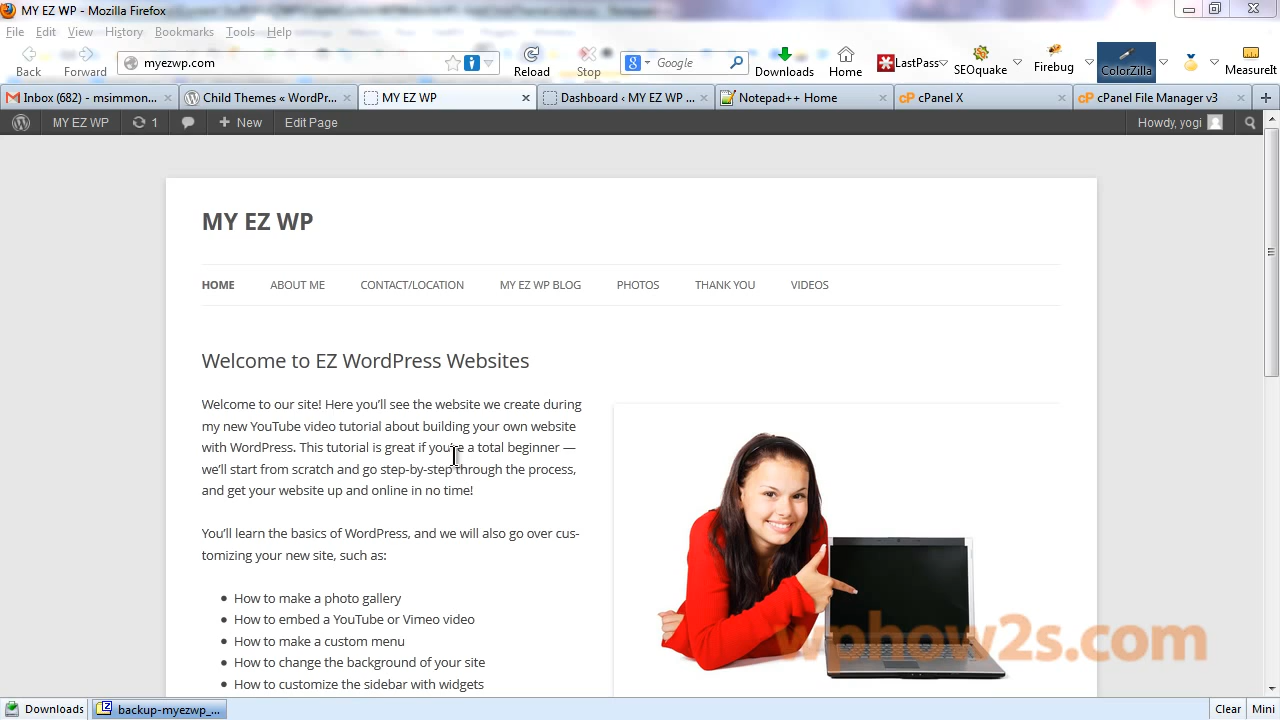 MY EZ WP - Mozilla Firefox
File Edit View History Bookmarks Tools Help
Back Forward myezwp.com Reload Stop Google Downloads Home LastPass SEOquake Firebug ColorZilla MeasureIt
Inbox (682) - msimmon... Child Themes « WordPr... MY EZ WP Dashboard ‹ MY EZ WP ... Notepad++ Home cPanel X cPanel File Manager v3
MY EZ WP 1 New Edit Page Howdy, yogi
MY EZ WP
HOME ABOUT ME CONTACT/LOCATION MY EZ WP BLOG PHOTOS THANK YOU VIDEOS
Welcome to EZ WordPress Websites
Welcome to our site! Here you'll see the website we create during
my new YouTube video tutorial about building your own website
with WordPress. This tutorial is great if you're a total beginner —
we'll start from scratch and go step-by-step through the process,
and get your website up and online in no time!
You'll learn the basics of WordPress, and we will also go over cus-
tomizing your new site, such as:
How to make a photo gallery
How to embed a YouTube or Vimeo video
How to make a custom menu
How to change the background of your site
How to customize the sidebar with widgets
wphow2s.com
Downloads backup-myezwp_... Clear Mini